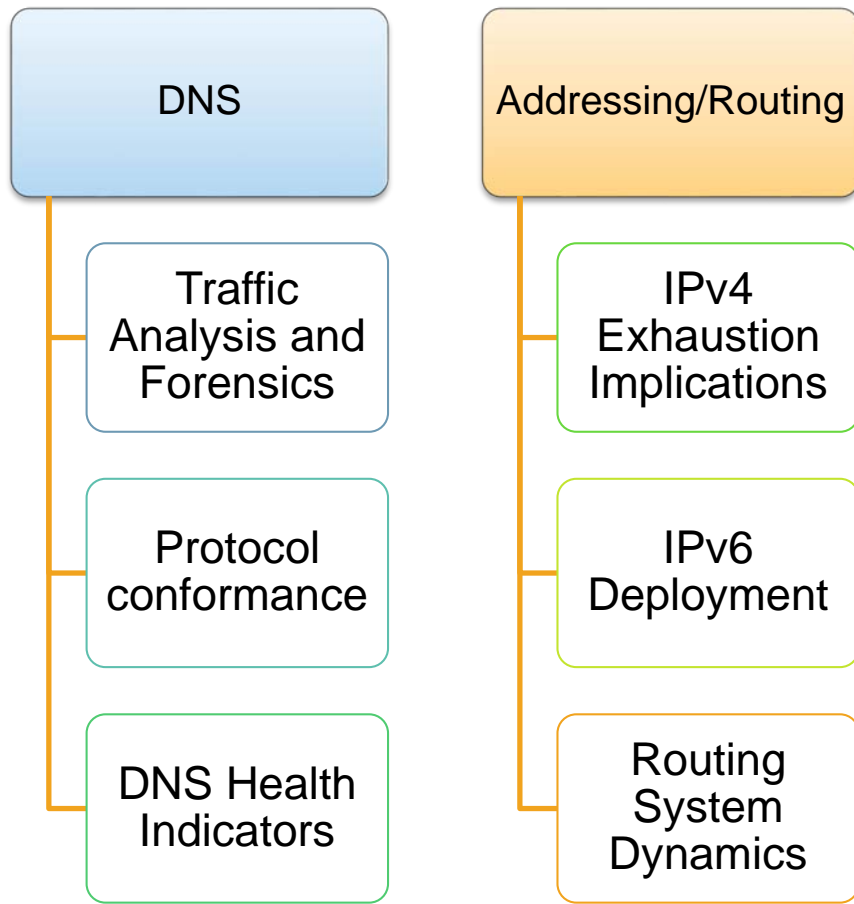 DNS
Traffic
Analysis and
Forensics
Protocol
conformance
DNS Health
Indicators
Addressing/Routing
IPv4
Exhaustion
Implications
IPv6
Deployment
Routing
System
Dynamics